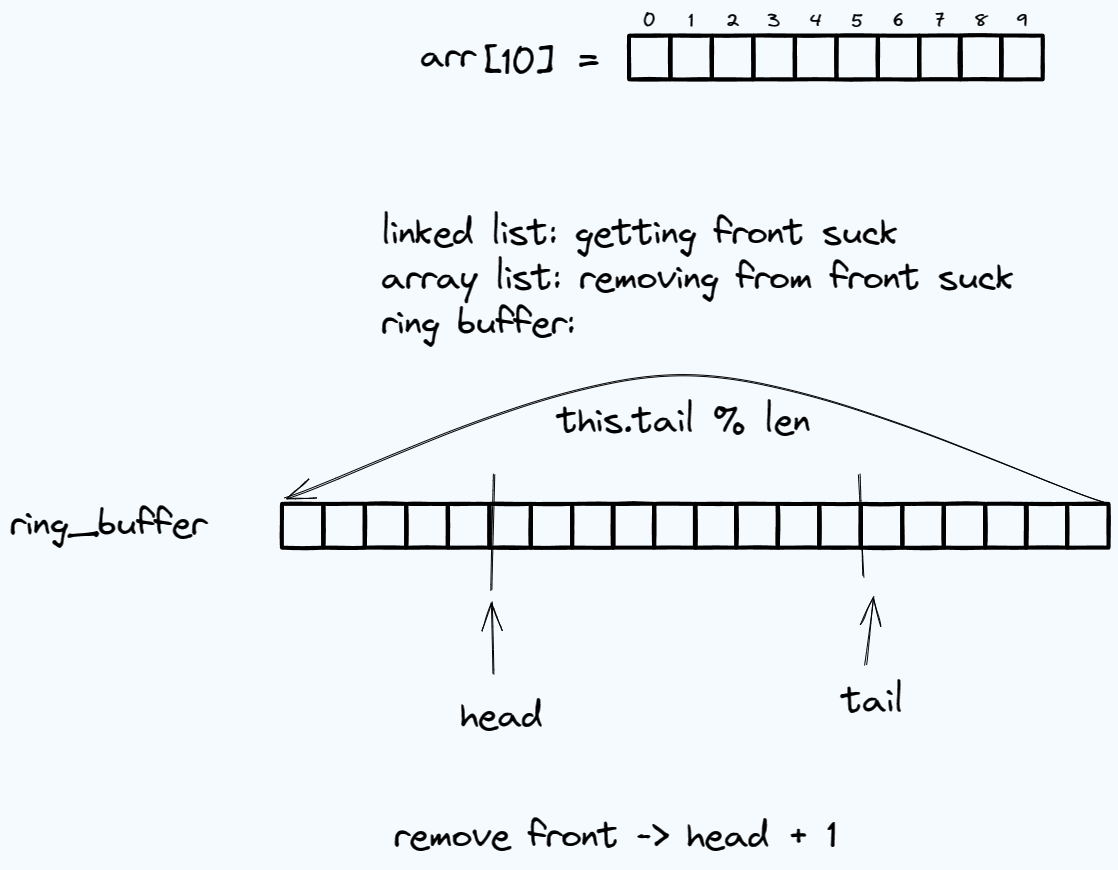 0 1 2 3 4 5 6 7 8 9
arr[10] =
linked list: getting front suck
array list: removing from front suck
ring buffer:
this.tail % len
ring_buffer
head
tail
remove front -> head + 1